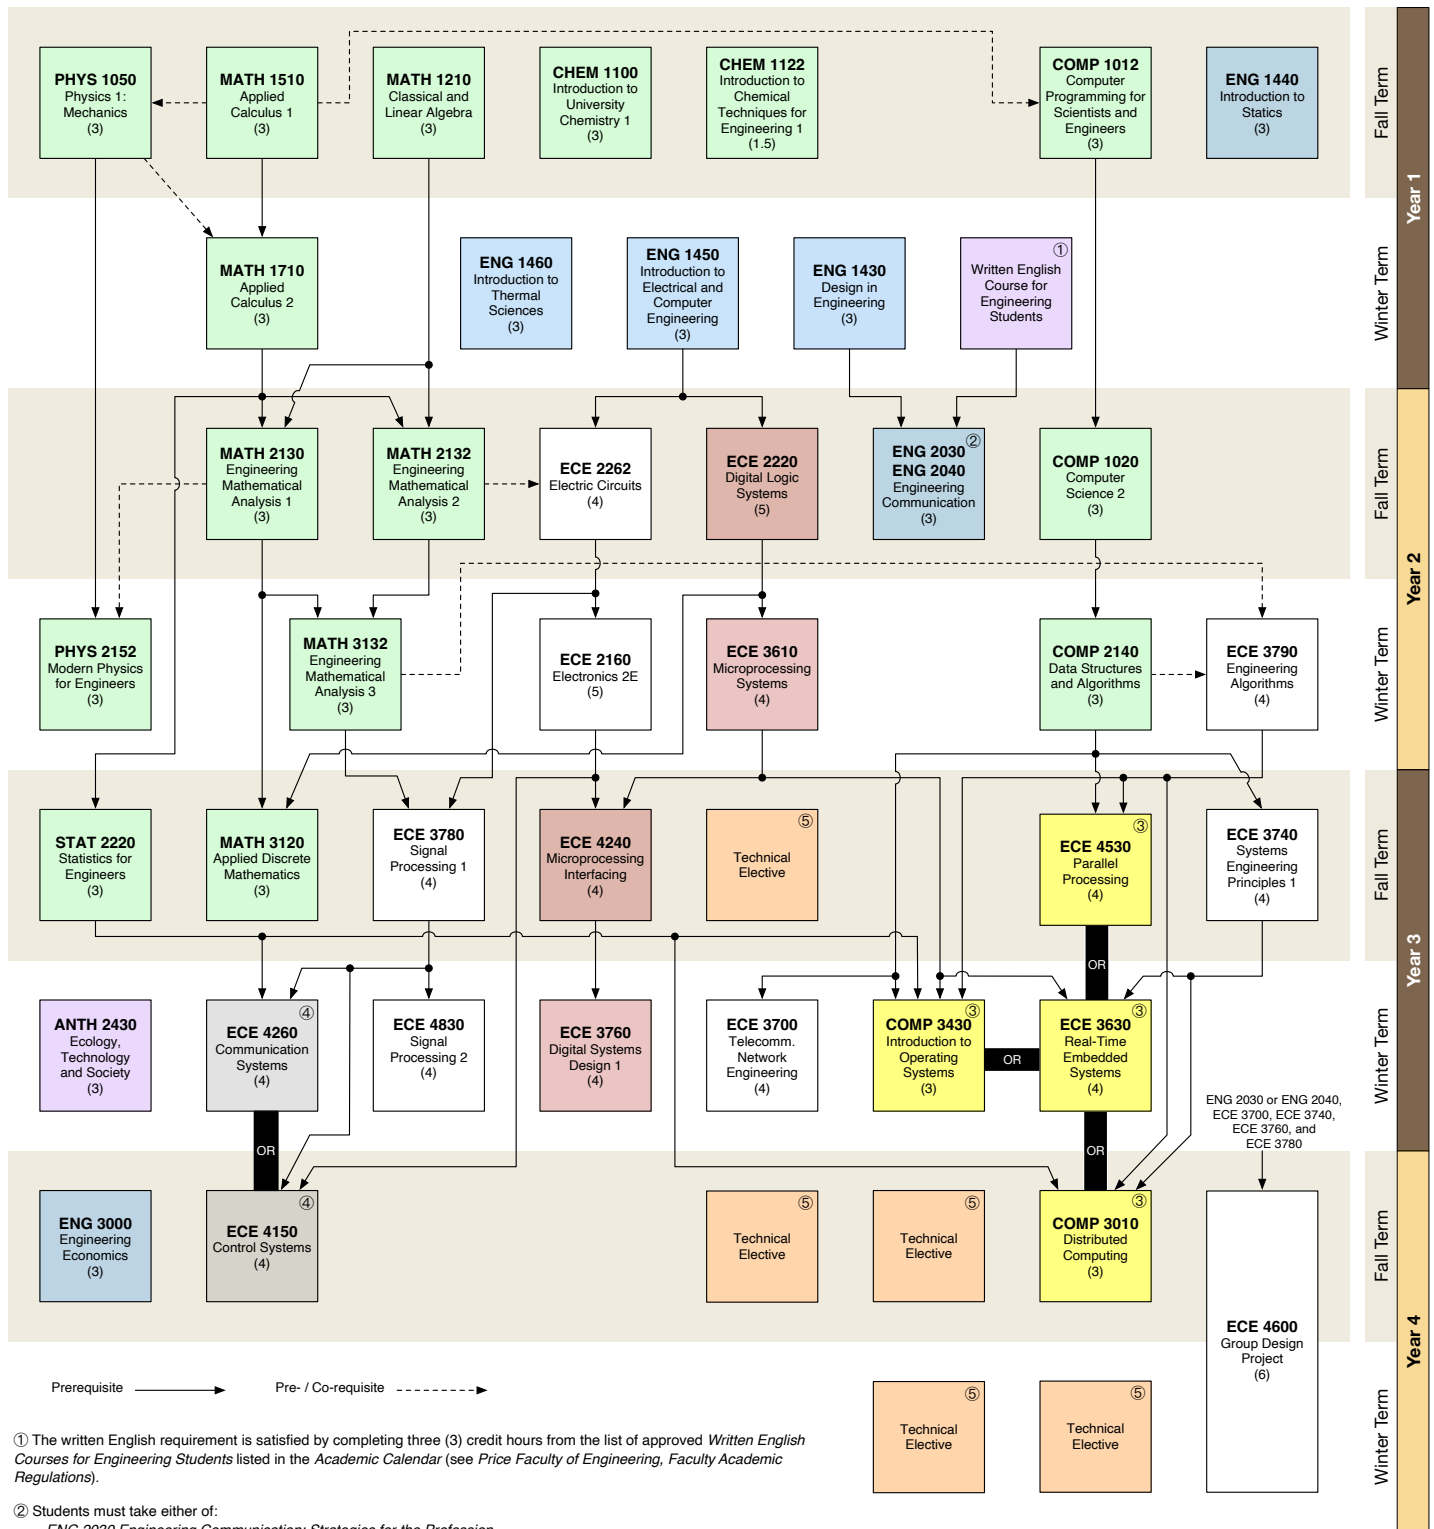 PHYS 1050
Physics 1:
Mechanics
(3)
MATH 1510
Applied
Calculus 1
(3)
MATH 1210
Classical and
Linear Algebra
(3)
CHEM 1100
Introduction to
University
Chemistry 1
(3)
CHEM 1122
Introduction to
Chemical
Techniques for
Engineering 1
(1.5)
COMP 1012
Computer
Programming for
Scientists and
Engineers
(3)
ENG 1440
Introduction to
Statics
(3)
Fall Term
Year 1
MATH 1710
Applied
Calculus 2
(3)
ENG 1460
Introduction to
Thermal
Sciences
(3)
ENG 1450
Introduction to
Electrical and
Computer
Engineering
(3)
ENG 1430
Design in
Engineering
(3)
①
Written English
Course for
Engineering
Students
Winter Term
MATH 2130
Engineering
Mathematical
Analysis 1
(3)
MATH 2132
Engineering
Mathematical
Analysis 2
(3)
ECE 2262
Electric Circuits
(4)
ECE 2220
Digital Logic
Systems
(5)
②
ENG 2030
ENG 2040
Engineering
Communication
(3)
COMP 1020
Computer
Science 2
(3)
Fall Term
Year 2
PHYS 2152
Modern Physics
for Engineers
(3)
MATH 3132
Engineering
Mathematical
Analysis 3
(3)
ECE 2160
Electronics 2E
(5)
ECE 3610
Microprocessing
Systems
(4)
COMP 2140
Data Structures
and Algorithms
(3)
ECE 3790
Engineering
Algorithms
(4)
Winter Term
STAT 2220
Statistics for
Engineers
(3)
MATH 3120
Applied Discrete
Mathematics
(3)
ECE 3780
Signal
Processing 1
(4)
ECE 4240
Microprocessing
Interfacing
(4)
⑤
Technical
Elective
③
ECE 4530
Parallel
Processing
(4)
ECE 3740
Systems
Engineering
Principles 1
(4)
Fall Term
Year 3
OR
ANTH 2430
Ecology,
Technology
and Society
(3)
④
ECE 4260
Communication
Systems
(4)
ECE 4830
Signal
Processing 2
(4)
ECE 3760
Digital Systems
Design 1
(4)
ECE 3700
Telecomm.
Network
Engineering
(4)
③
COMP 3430
Introduction to
Operating
Systems
(3)
OR
③
ECE 3630
Real-Time
Embedded
Systems
(4)
Winter Term
ENG 2030 or ENG 2040,
ECE 3700, ECE 3740,
ECE 3760, and
ECE 3780
OR
OR
ENG 3000
Engineering
Economics
(3)
④
ECE 4150
Control Systems
(4)
⑤
Technical
Elective
⑤
Technical
Elective
③
COMP 3010
Distributed
Computing
(3)
ECE 4600
Group Design
Project
(6)
Fall Term
Year 4
Prerequisite
Pre- / Co-requisite
⑤
Technical
Elective
⑤
Technical
Elective
Winter Term
① The written English requirement is satisfied by completing three (3) credit hours from the list of approved Written English
Courses for Engineering Students listed in the Academic Calendar (see Price Faculty of Engineering, Faculty Academic
Regulations).
② Students must take either of:
ENG 2030 Engineering Communication: Strategies for the Profession